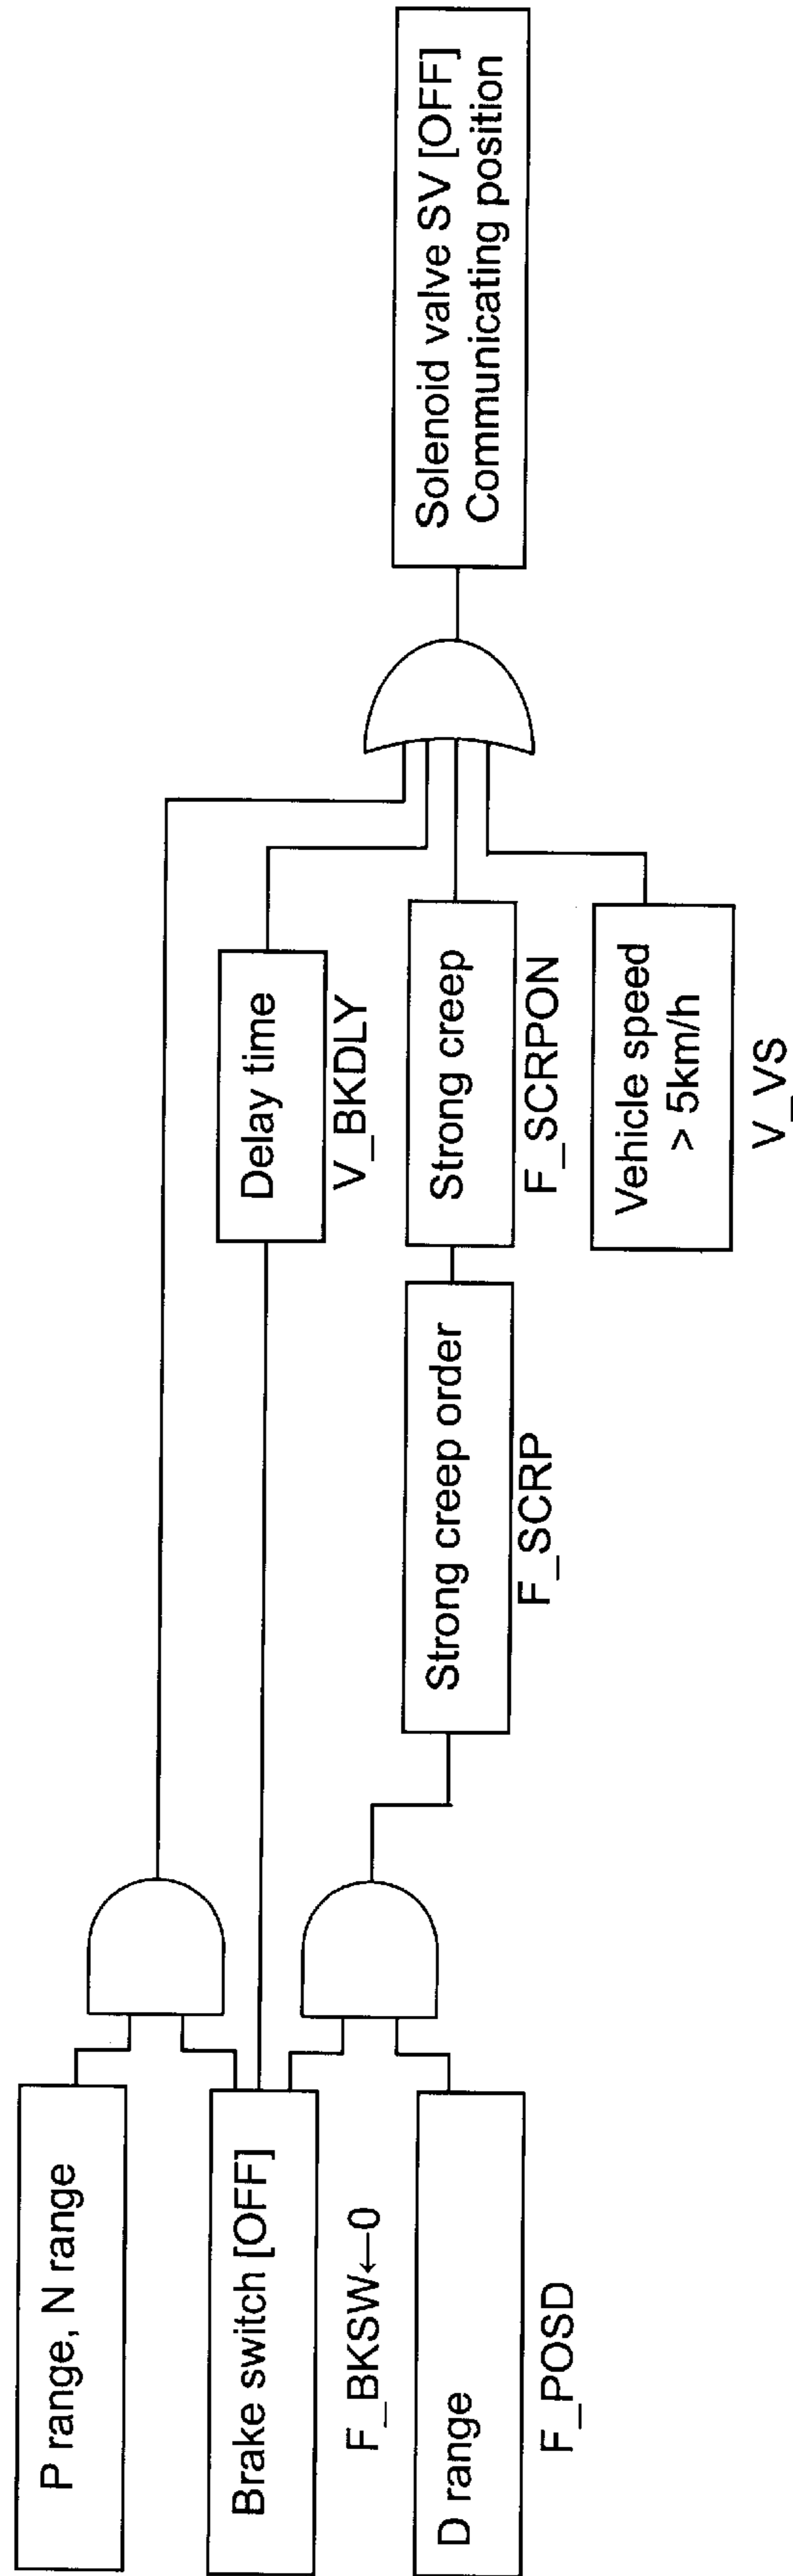 P range, N range
Brake switch [OFF]
F_BKSW←0
D range
F_POSD
Strong creep order
F_SCRP
Delay time
V_BKDLY
Strong creep
F_SCRPON
Vehicle speed
> 5km/h
V_VS
Solenoid valve SV [OFF]
Communicating position